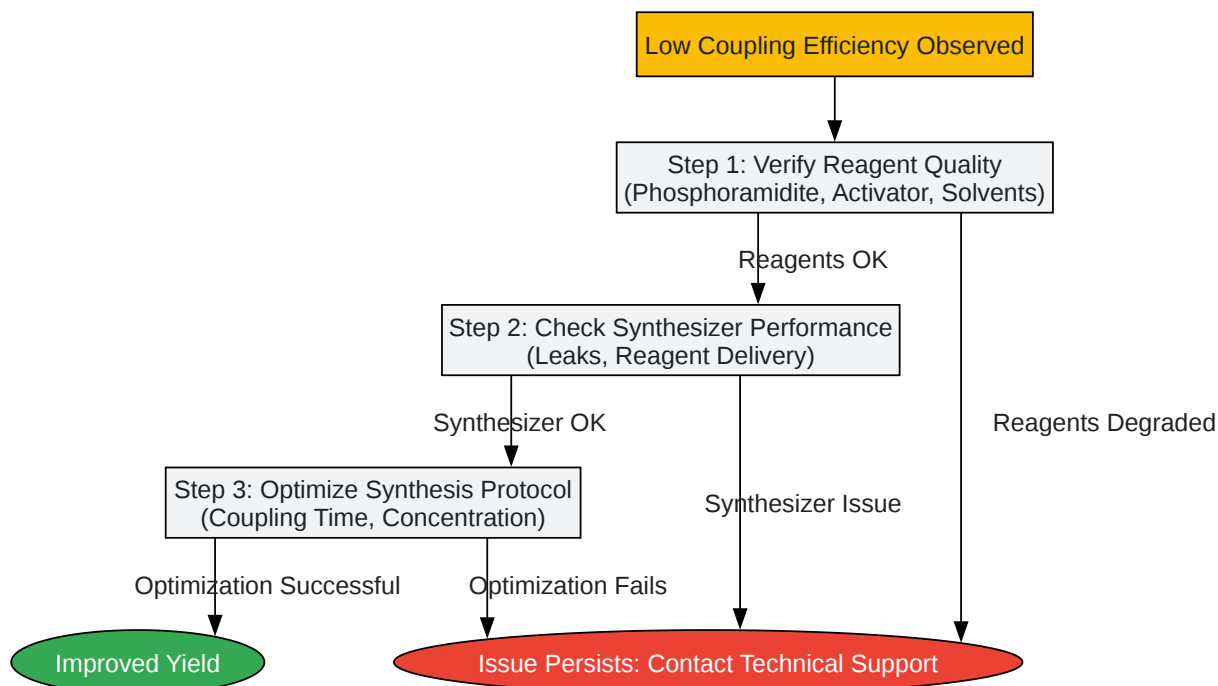 Low Coupling Efficiency Observed
Step 1: Verify Reagent Quality
(Phosphoramidite, Activator, Solvents)
Reagents OK
Step 2: Check Synthesizer Performance
(Leaks, Reagent Delivery)
Synthesizer OK
Reagents Degraded
Step 3: Optimize Synthesis Protocol
(Coupling Time, Concentration)
Synthesizer Issue
Optimization Successful
Optimization Fails
Improved Yield
Issue Persists: Contact Technical Support